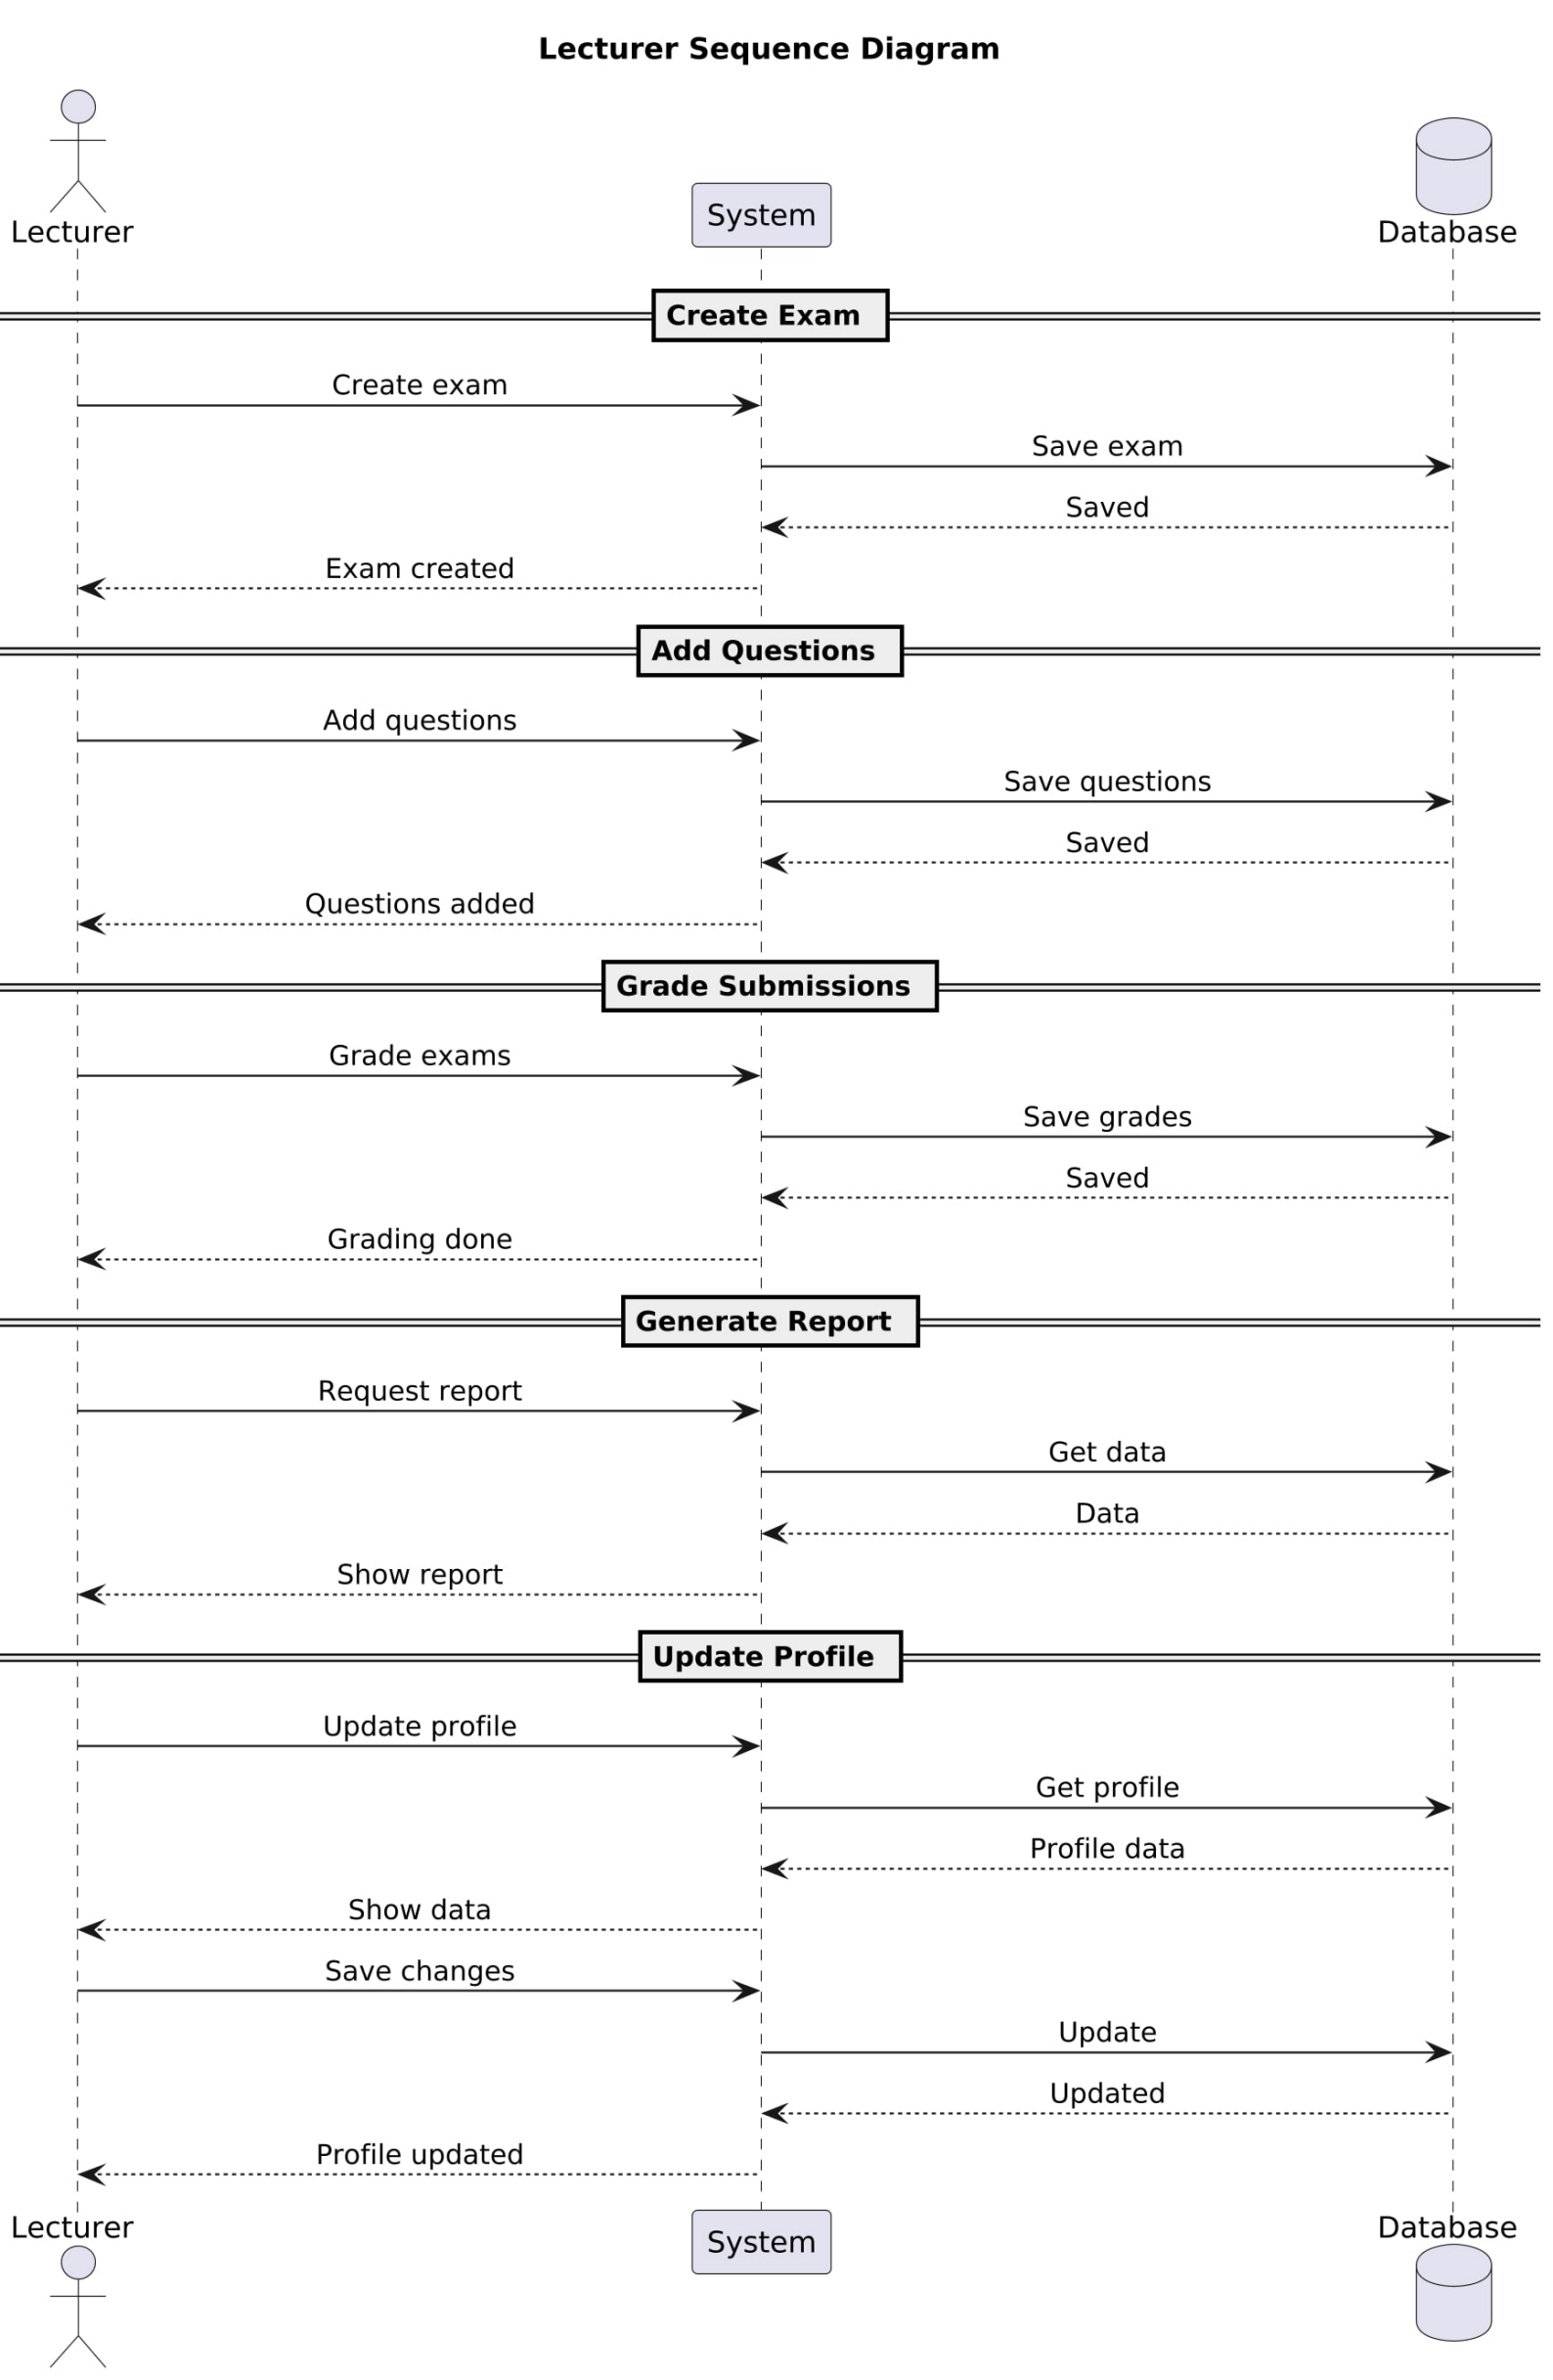 Lecturer Sequence Diagram
Lecturer
System
Database
Create Exam
Create exam
Save exam
Saved
Exam created
Add Questions
Add questions
Save questions
Saved
Questions added
Grade Submissions
Grade exams
Save grades
Saved
Grading done
Generate Report
Request report
Get data
Data
Show report
Update Profile
Update profile
Get profile
Profile data
Show data
Save changes
Update
Updated
Profile updated
Lecturer
System
Database